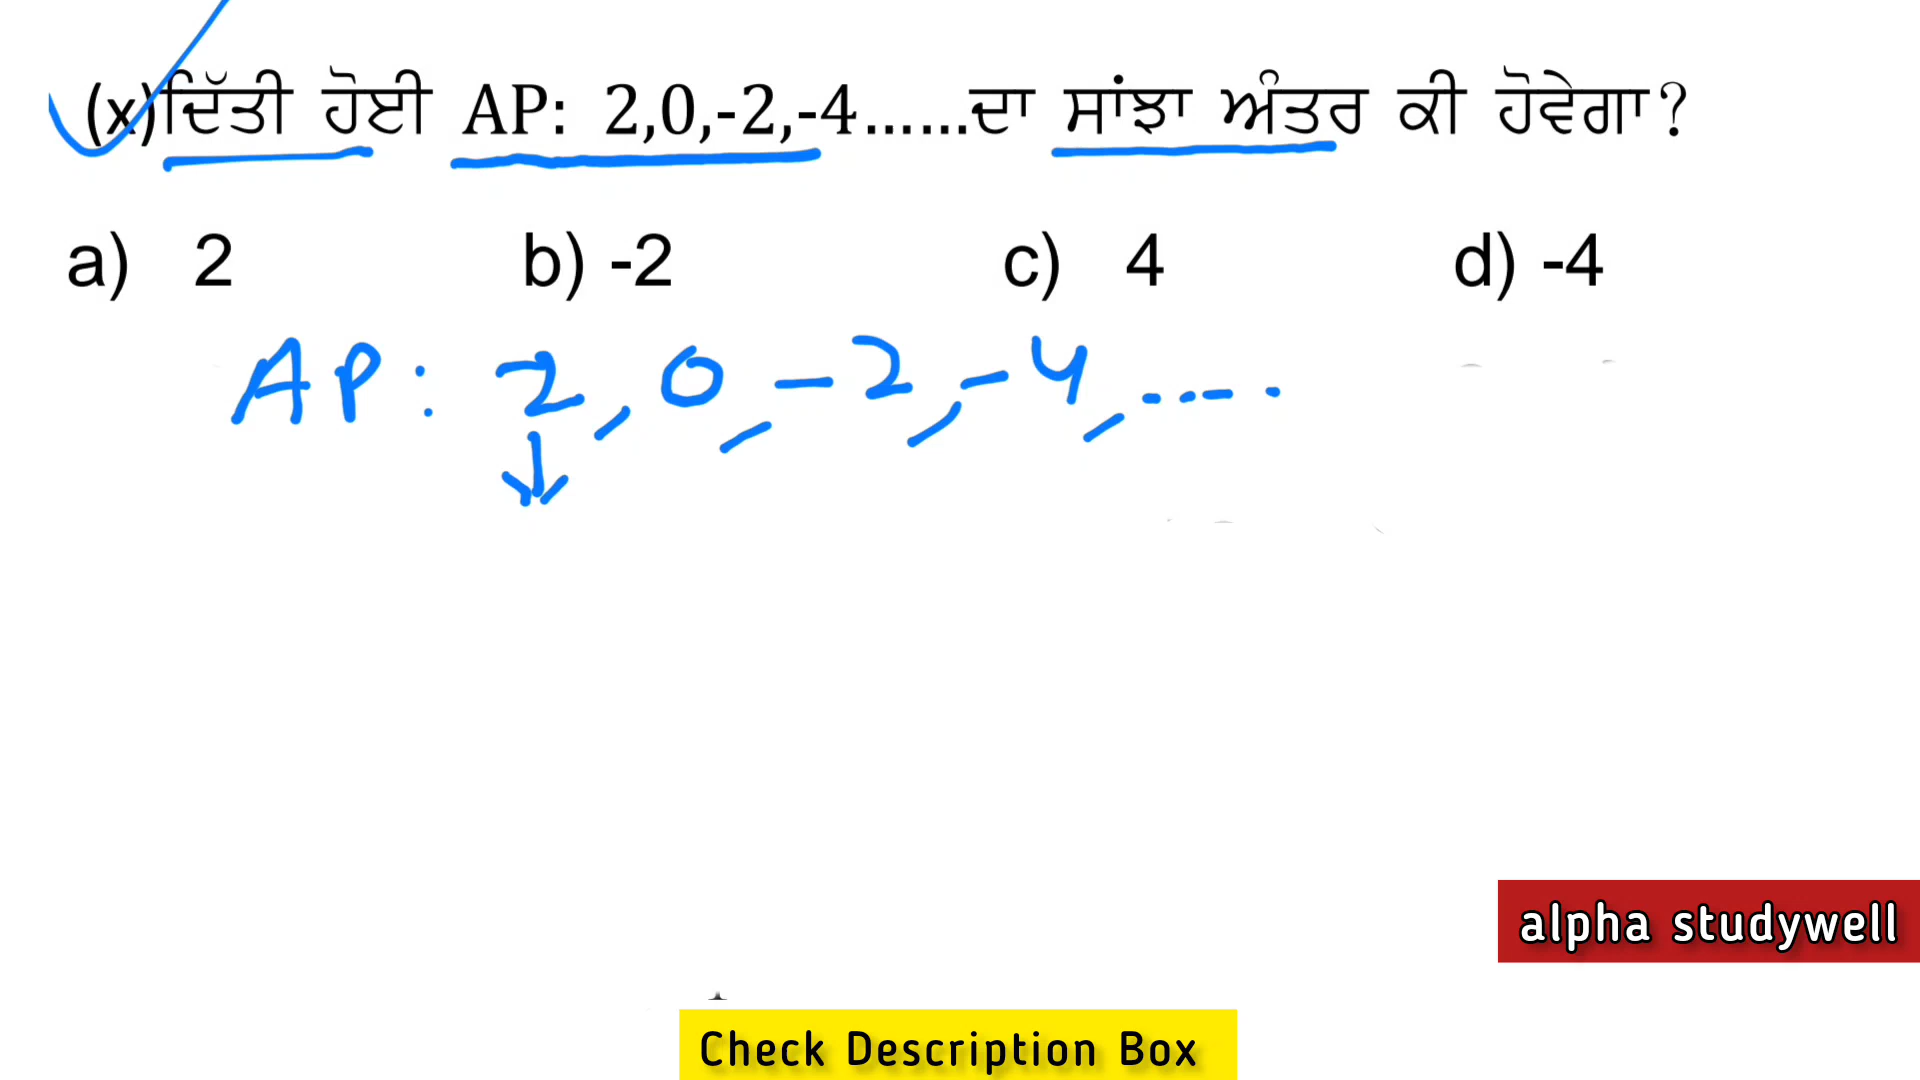 (x)ਦਿੱਤੀ ਹੋਈ AP: 2,0,-2,-4......ਦਾ ਸਾਂਝਾ ਅੰਤਰ ਕੀ ਹੋਵੇਗਾ?
a) 2 b) -2 c) 4 d) -4
AP: 2, 0, -2, -4, .....
alpha studywell
Check Description Box